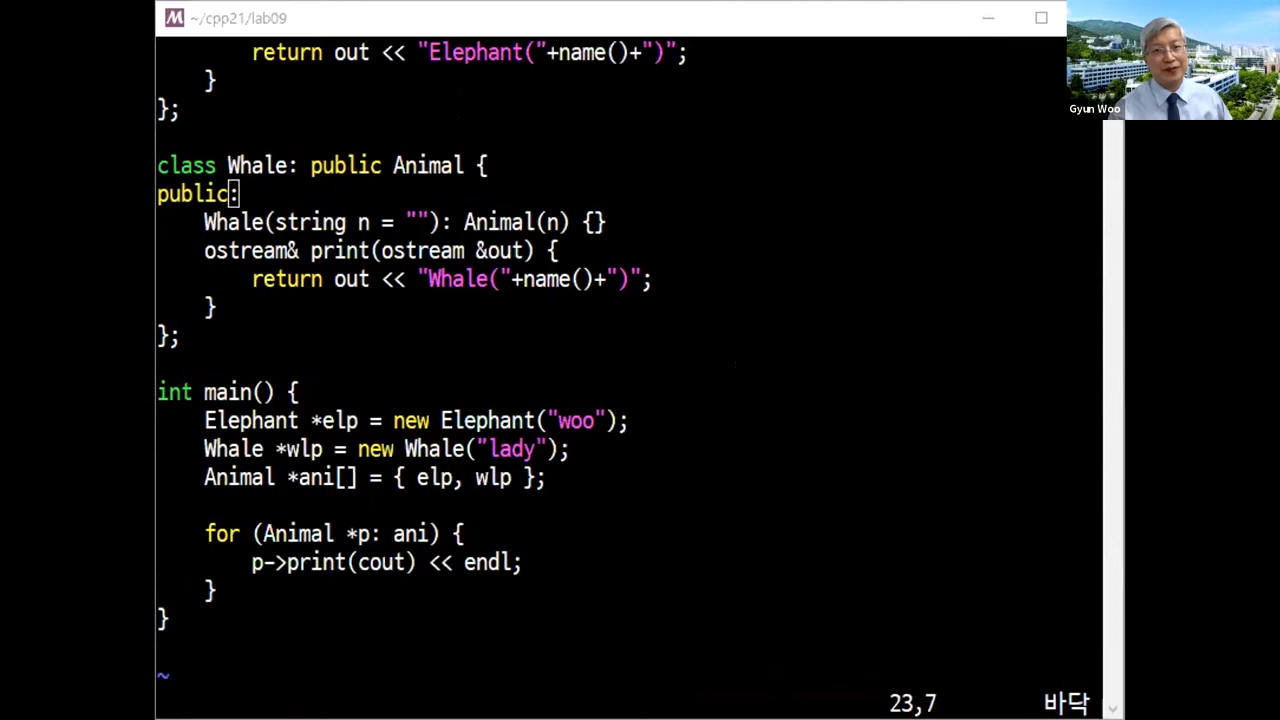 ~/cpp21/lab09
return out << "Elephant("+name()+")";
}
};
class Whale: public Animal {
public:
Whale(string n = ""): Animal(n) {}
ostream& print(ostream &out) {
return out << "Whale("+name()+")";
}
};
int main() {
Elephant *elp = new Elephant("woo");
Whale *wlp = new Whale("lady");
Animal *ani[] = { elp, wlp };
for (Animal *p: ani) {
p->print(cout) << endl;
}
}
~
23,7 바닥
Gyun Woo